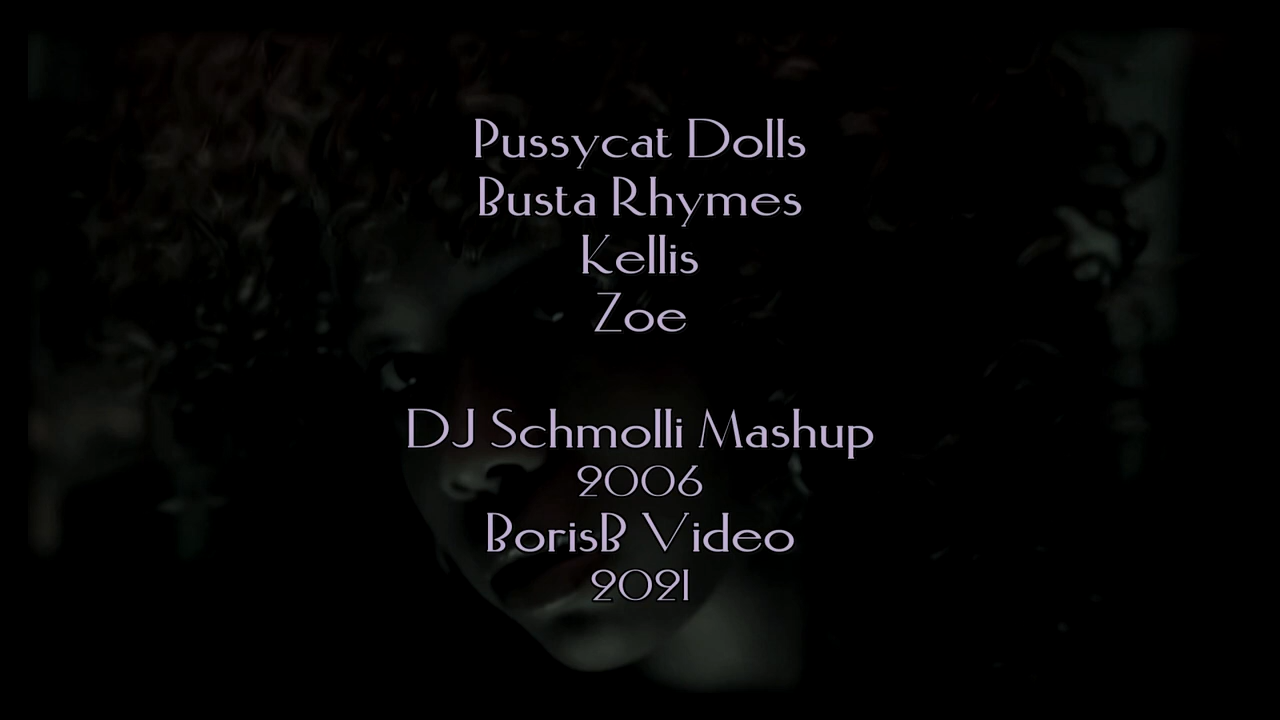 Pussycat Dolls
Busta Rhymes
Kellis
Zoe
DJ Schmolli Mashup
2006
BorisB Video
2021